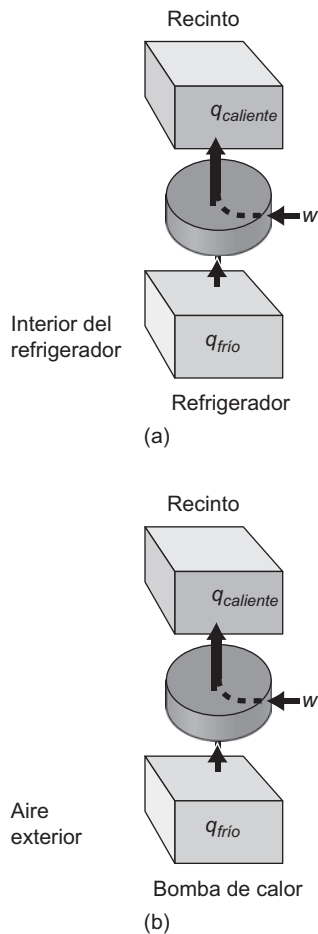 Recinto
q_caliente
w
Interior del
refrigerador
q_frío
Refrigerador
(a)
Recinto
q_caliente
w
Aire
exterior
q_frío
Bomba de calor
(b)